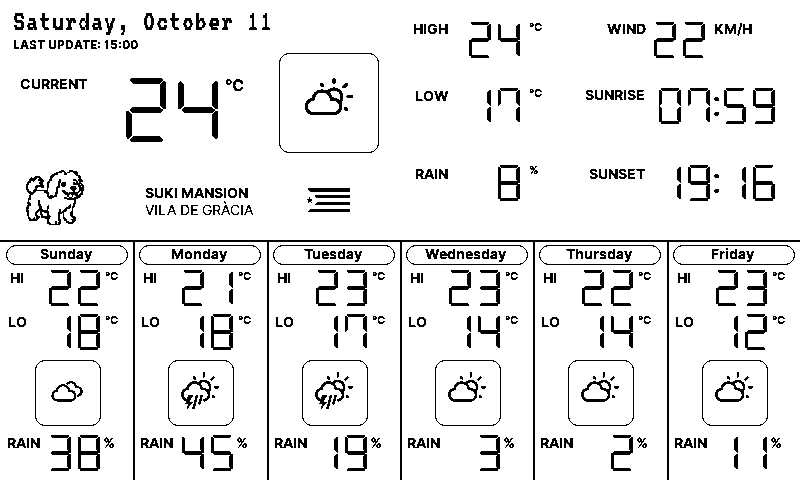 Saturday, October 11
LAST UPDATE: 15:00
CURRENT 24 °C
HIGH 24 °C
LOW 17 °C
RAIN 8 %
WIND 22 KM/H
SUNRISE 07:59
SUNSET 19:16
SUKI MANSION
VILA DE GRÀCIA
Sunday
HI 22 °C
LO 18 °C
RAIN 38 %
Monday
HI 21 °C
LO 18 °C
RAIN 45 %
Tuesday
HI 23 °C
LO 17 °C
RAIN 19 %
Wednesday
HI 23 °C
LO 14 °C
RAIN 3 %
Thursday
HI 22 °C
LO 14 °C
RAIN 2 %
Friday
HI 23 °C
LO 12 °C
RAIN 11 %